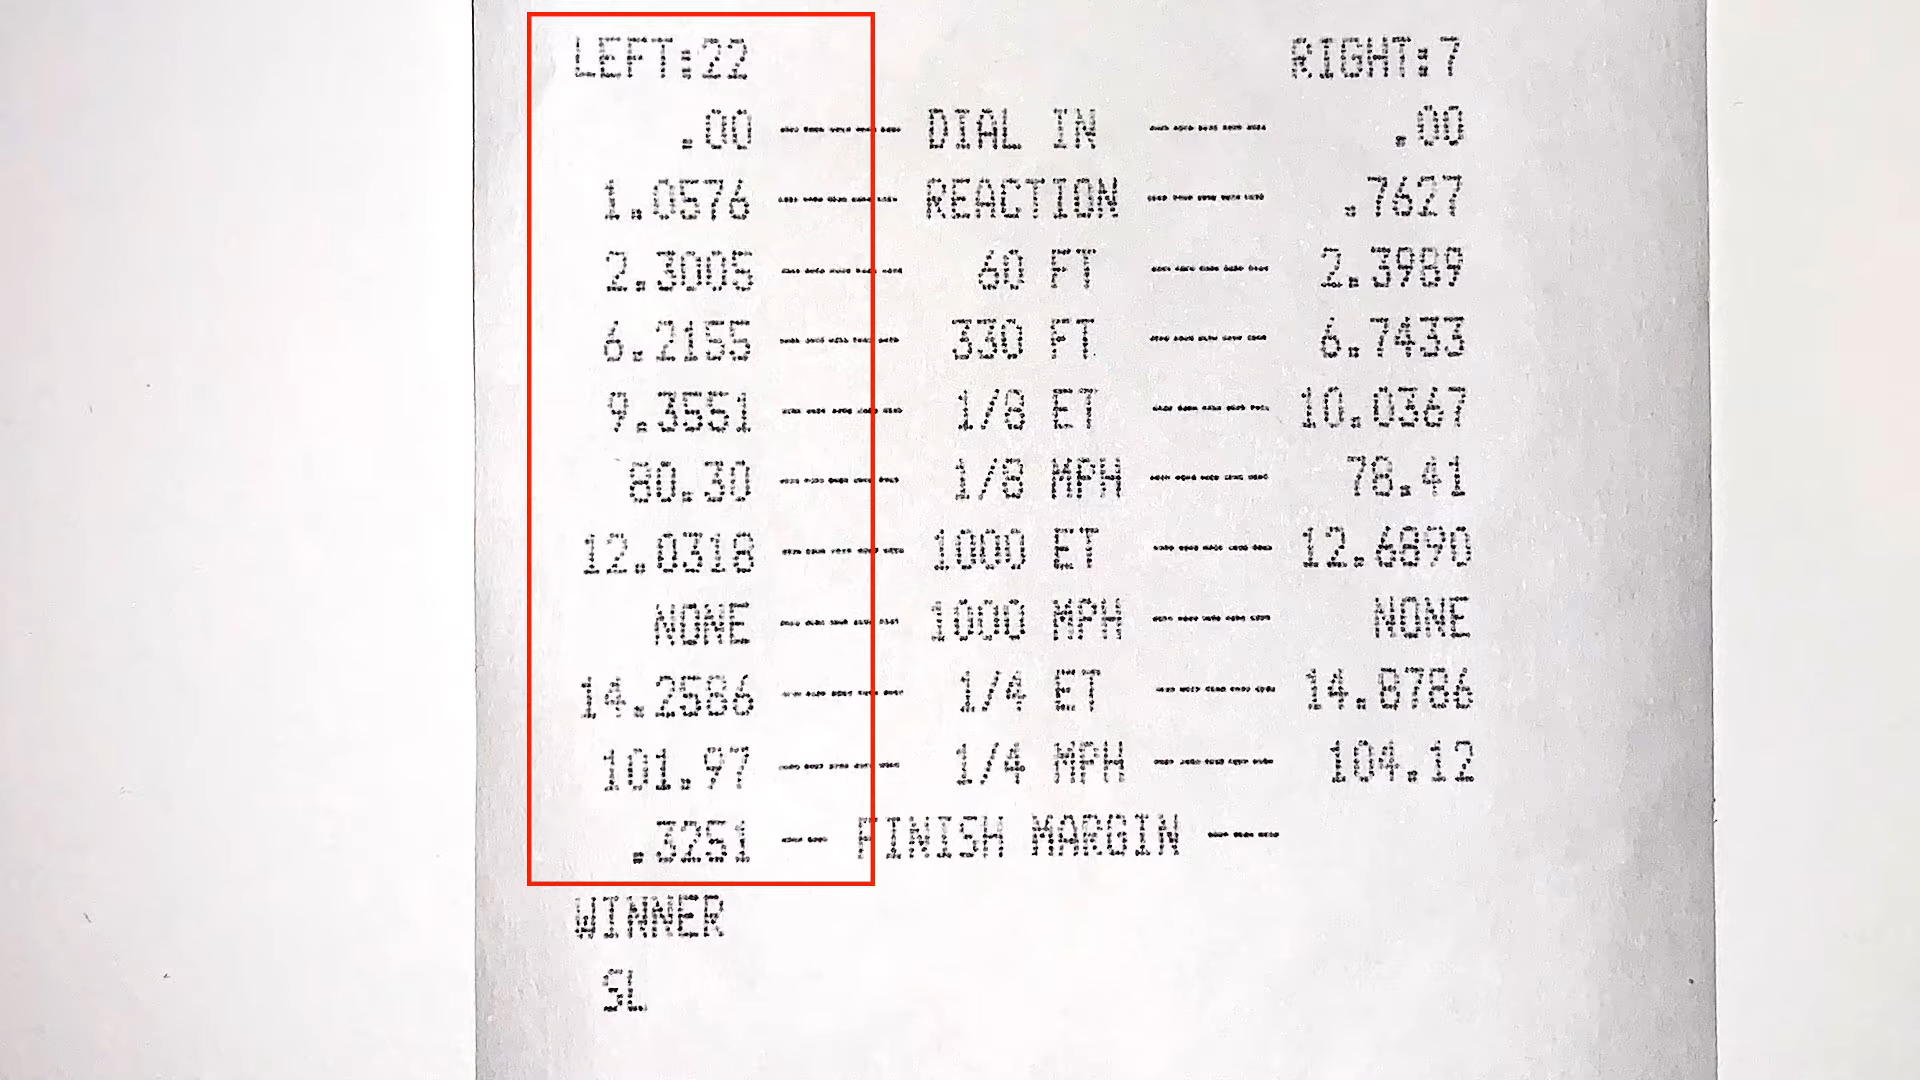 LEFT:22 RIGHT:7
.00 ----- DIAL IN ----- .00
1.0576 ----- REACTION ----- .7627
2.3005 ----- 60 FT ----- 2.3989
6.2155 ----- 330 FT ----- 6.7433
9.3551 ----- 1/8 ET ----- 10.0367
80.30 ----- 1/8 MPH ----- 78.41
12.0318 ----- 1000 ET ----- 12.6890
NONE ----- 1000 MPH ----- NONE
14.2586 ----- 1/4 ET ----- 14.8786
101.97 ----- 1/4 MPH ----- 104.12
.3251 -- FINISH MARGIN ---
WINNER
SL